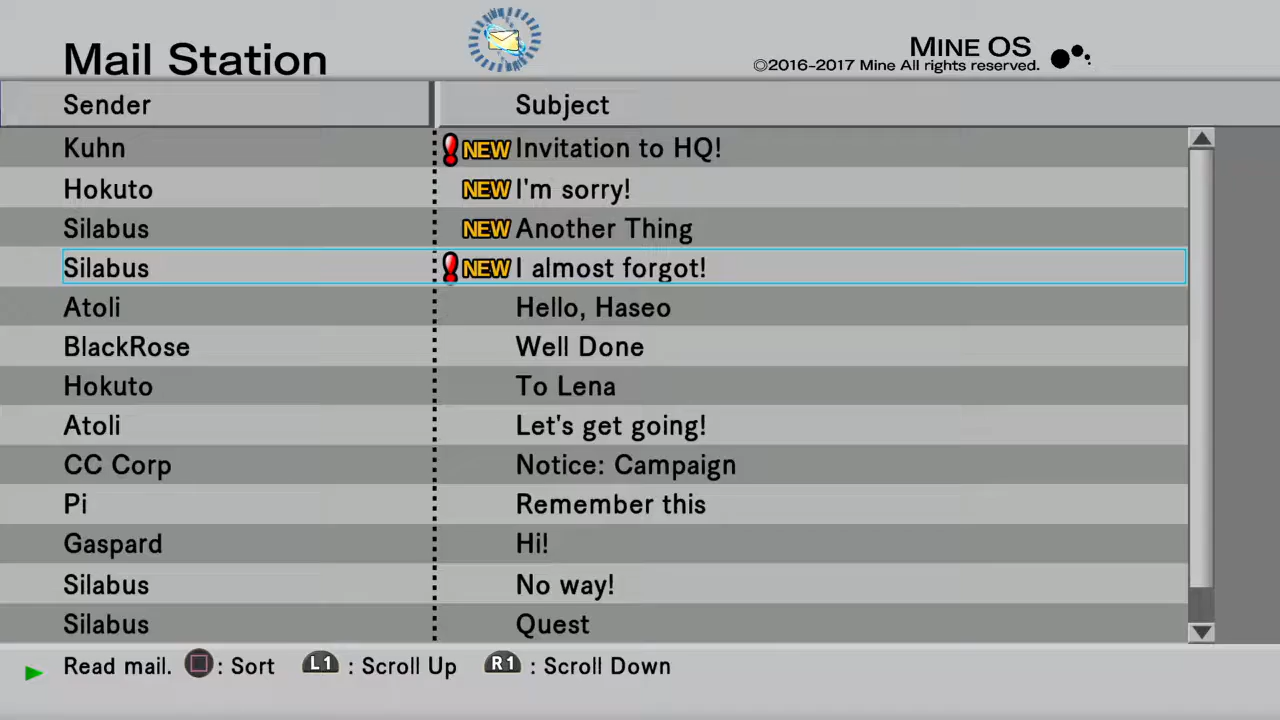 Mail Station
MINE OS
©2016-2017 Mine All rights reserved.
Sender Subject
Kuhn NEW Invitation to HQ!
Hokuto NEW I'm sorry!
Silabus NEW Another Thing
Silabus NEW I almost forgot!
Atoli Hello, Haseo
BlackRose Well Done
Hokuto To Lena
Atoli Let's get going!
CC Corp Notice: Campaign
Pi Remember this
Gaspard Hi!
Silabus No way!
Silabus Quest
Read mail. : Sort L1 : Scroll Up R1 : Scroll Down